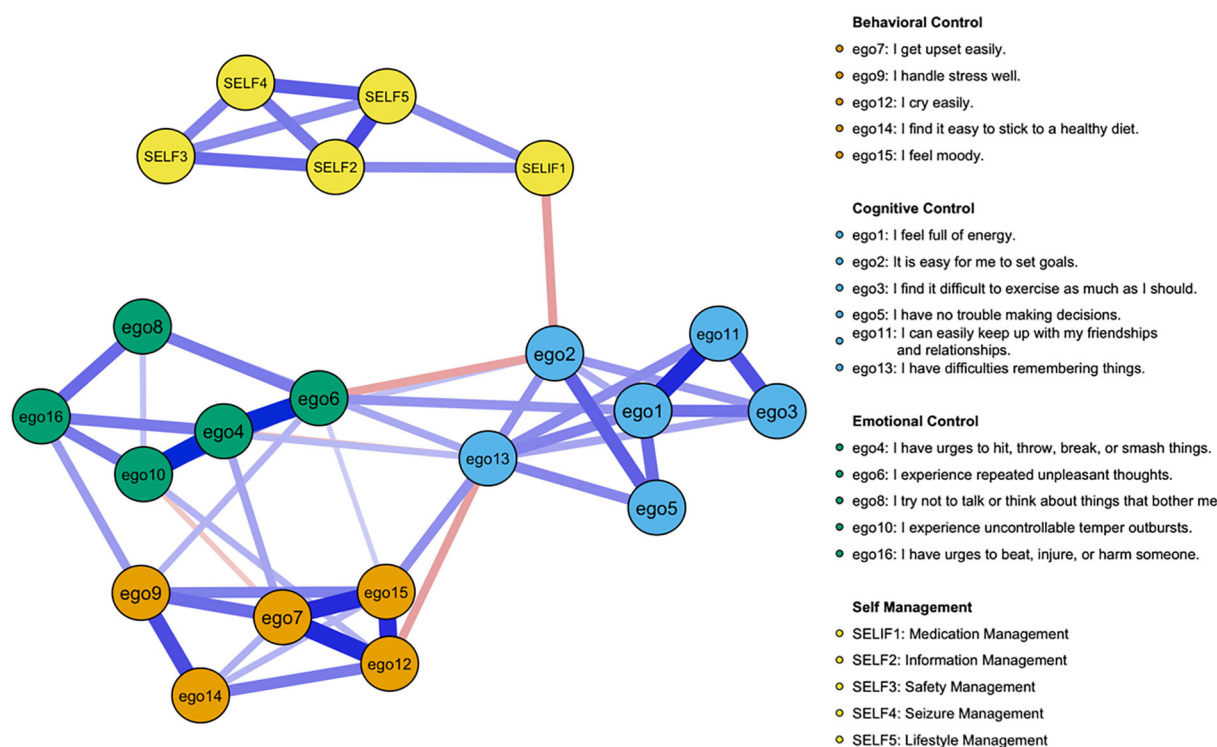 SELF4
SELF5
SELF3
SELF2
SELIF1
ego8
ego11
ego2
ego6
ego16
ego4
ego1
ego3
ego10
ego13
ego5
ego9
ego15
ego7
ego12
ego14
Behavioral Control
ego7: I get upset easily.
ego9: I handle stress well.
ego12: I cry easily.
ego14: I find it easy to stick to a healthy diet.
ego15: I feel moody.
Cognitive Control
ego1: I feel full of energy.
ego2: It is easy for me to set goals.
ego3: I find it difficult to exercise as much as I should.
ego5: I have no trouble making decisions.
ego11: I can easily keep up with my friendships
and relationships.
ego13: I have difficulties remembering things.
Emotional Control
ego4: I have urges to hit, throw, break, or smash things.
ego6: I experience repeated unpleasant thoughts.
ego8: I try not to talk or think about things that bother me
ego10: I experience uncontrollable temper outbursts.
ego16: I have urges to beat, injure, or harm someone.
Self Management
SELIF1: Medication Management
SELF2: Information Management
SELF3: Safety Management
SELF4: Seizure Management
SELF5: Lifestyle Management